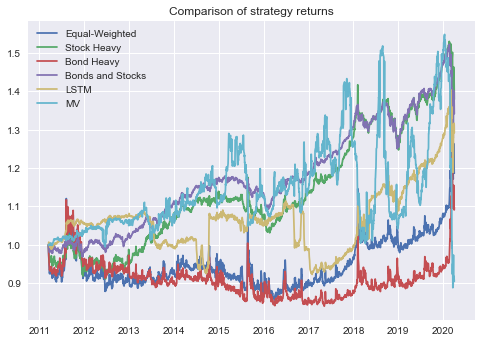 Comparison of strategy returns
Equal-Weighted
Stock Heavy
Bond Heavy
Bonds and Stocks
LSTM
MV
1.5
1.4
1.3
1.2
1.1
1.0
0.9
2011 2012 2013 2014 2015 2016 2017 2018 2019 2020